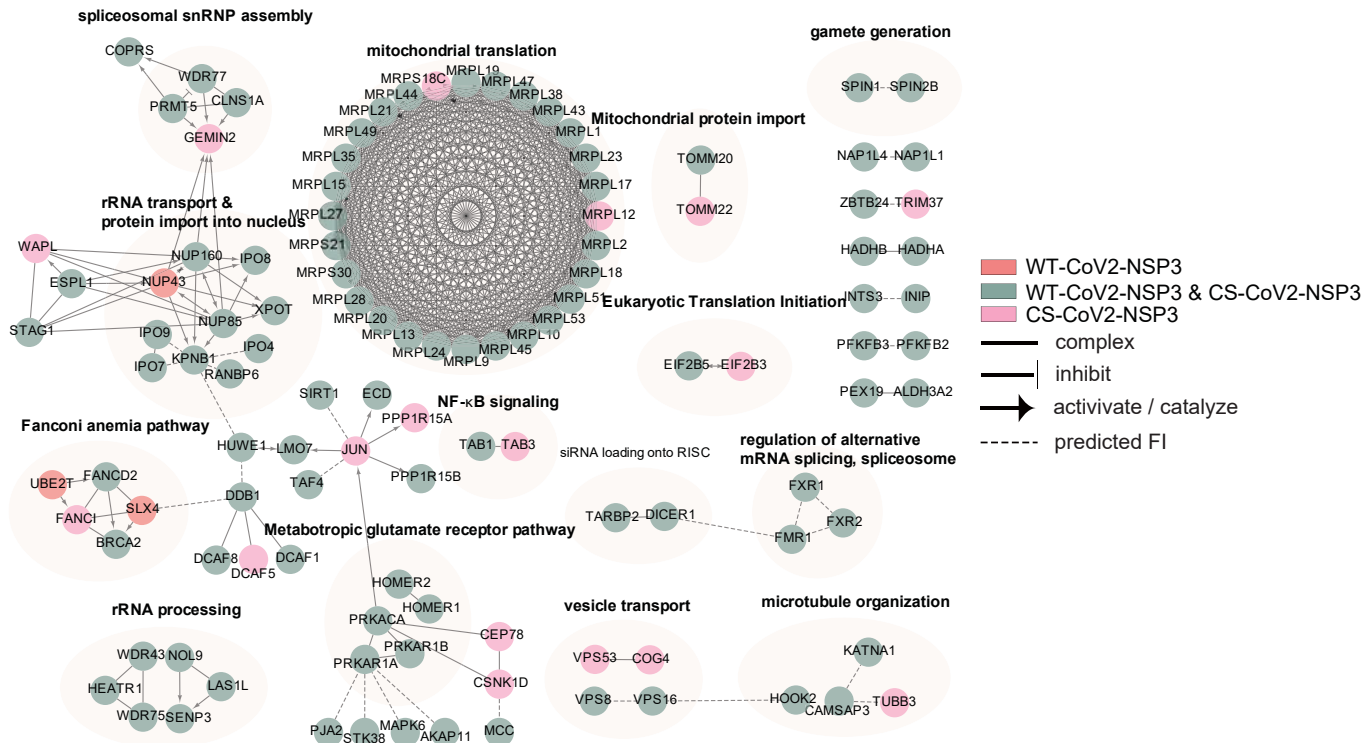 spliceosomal snRNP assembly
COPRS
WDR77
PRMT5
CLNS1A
GEMIN2
mitochondrial translation
MRPL19
MRPS18C
MRPL47
MRPL44
MRPL38
MRPL21
MRPL43
MRPL49
MRPL1
MRPL35
MRPL23
MRPL15
MRPL17
MRPL27
MRPL12
MRPS21
MRPL2
MRPS30
MRPL18
MRPL28
MRPL51
MRPL20
MRPL53
MRPL13
MRPL10
MRPL24
MRPL45
MRPL9
Mitochondrial protein import
TOMM20
TOMM22
gamete generation
SPIN1
SPIN2B
NAP1L4
NAP1L1
ZBTB24
TRIM37
HADHB
HADHA
INTS3
INIP
PFKFB3
PFKFB2
PEX19
ALDH3A2
rRNA transport &
protein import into nucleus
WAPL
NUP160
IPO8
ESPL1
NUP43
XPOT
STAG1
NUP85
IPO9
KPNB1
IPO4
IPO7
RANBP6
Eukaryotic Translation Initiation
EIF2B5
EIF2B3
WT-CoV2-NSP3
WT-CoV2-NSP3 & CS-CoV2-NSP3
CS-CoV2-NSP3
complex
inhibit
activivate / catalyze
predicted FI
Fanconi anemia pathway
UBE2T
FANCD2
FANCI
SLX4
BRCA2
SIRT1
ECD
PPP1R15A
HUWE1
LMO7
JUN
TAF4
PPP1R15B
DDB1
DCAF8
DCAF5
DCAF1
NF-κB signaling
TAB1
TAB3
siRNA loading onto RISC
TARBP2
DICER1
regulation of alternative
mRNA splicing, spliceosome
FXR1
FXR2
FMR1
Metabotropic glutamate receptor pathway
HOMER2
HOMER1
PRKACA
PRKAR1B
PRKAR1A
CEP78
CSNK1D
PJA2
STK38
MAPK6
AKAP11
MCC
rRNA processing
WDR43
NOL9
HEATR1
LAS1L
WDR75
SENP3
vesicle transport
VPS53
COG4
VPS8
VPS16
microtubule organization
KATNA1
HOOK2
CAMSAP3
TUBB3